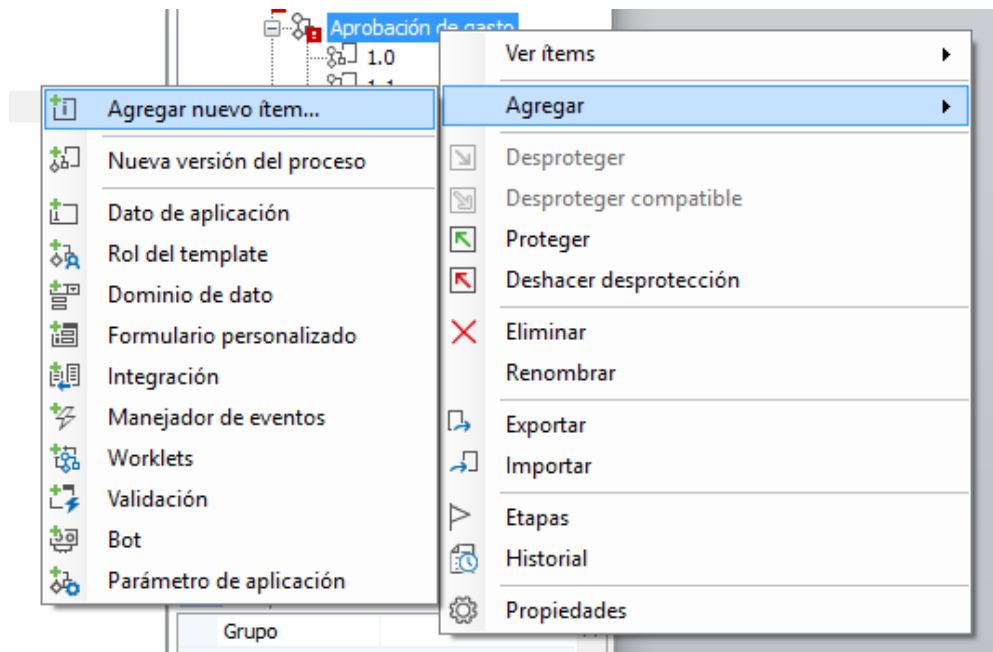 Aprobación de gasto
1.0
1.1
Ver ítems
Agregar
Desproteger
Desproteger compatible
Proteger
Deshacer desprotección
Eliminar
Renombrar
Exportar
Importar
Etapas
Historial
Propiedades
Agregar nuevo ítem...
Nueva versión del proceso
Dato de aplicación
Rol del template
Dominio de dato
Formulario personalizado
Integración
Manejador de eventos
Worklets
Validación
Bot
Parámetro de aplicación
Grupo